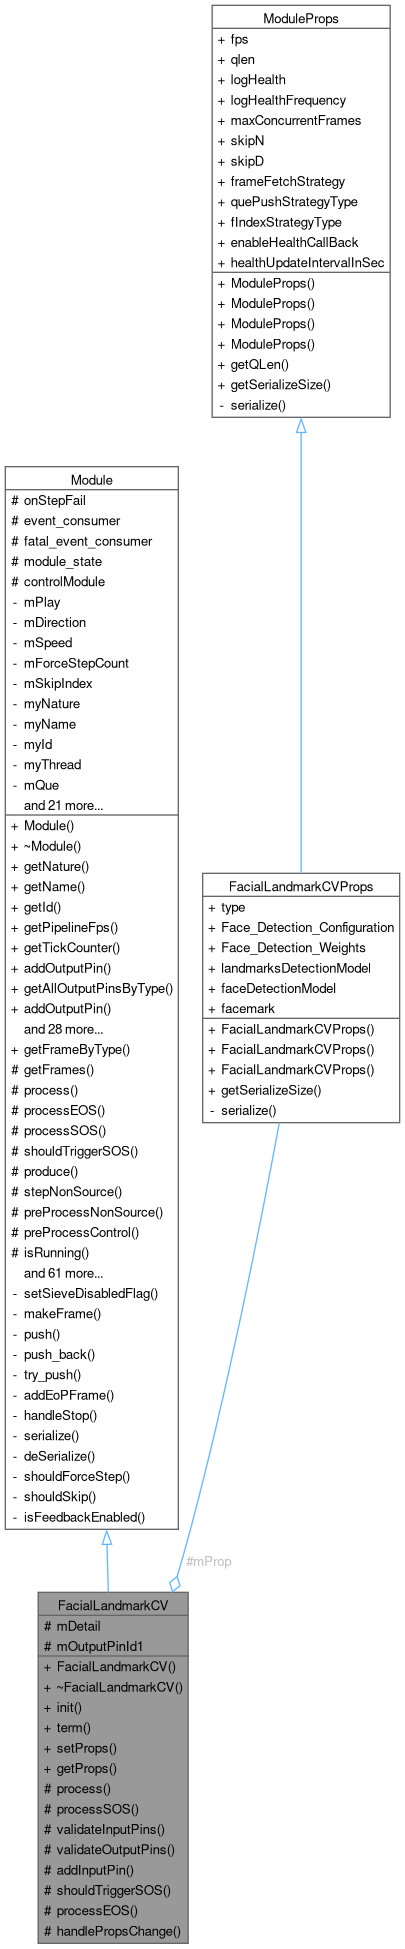 ModuleProps
+ fps
+ qlen
+ logHealth
+ logHealthFrequency
+ maxConcurrentFrames
+ skipN
+ skipD
+ frameFetchStrategy
+ quePushStrategyType
+ fIndexStrategyType
+ enableHealthCallBack
+ healthUpdateIntervalInSec
+ ModuleProps()
+ ModuleProps()
+ ModuleProps()
+ ModuleProps()
+ getQLen()
+ getSerializeSize()
- serialize()
Module
# onStepFail
# event_consumer
# fatal_event_consumer
# module_state
# controlModule
- mPlay
- mDirection
- mSpeed
- mForceStepCount
- mSkipIndex
- myNature
- myName
- myId
- myThread
- mQue
and 21 more...
+ Module()
+ ~Module()
+ getNature()
+ getName()
+ getId()
+ getPipelineFps()
+ getTickCounter()
+ addOutputPin()
+ getAllOutputPinsByType()
+ addOutputPin()
and 28 more...
+ getFrameByType()
# getFrames()
# process()
# processEOS()
# processSOS()
# shouldTriggerSOS()
# produce()
# stepNonSource()
# preProcessNonSource()
# preProcessControl()
# isRunning()
and 61 more...
- setSieveDisabledFlag()
- makeFrame()
- push()
- push_back()
- try_push()
- addEoPFrame()
- handleStop()
- serialize()
- deSerialize()
- shouldForceStep()
- shouldSkip()
- isFeedbackEnabled()
FacialLandmarkCVProps
+ type
+ Face_Detection_Configuration
+ Face_Detection_Weights
+ landmarksDetectionModel
+ faceDetectionModel
+ facemark
+ FacialLandmarkCVProps()
+ FacialLandmarkCVProps()
+ FacialLandmarkCVProps()
+ getSerializeSize()
- serialize()
#mProp
FacialLandmarkCV
# mDetail
# mOutputPinId1
+ FacialLandmarkCV()
+ ~FacialLandmarkCV()
+ init()
+ term()
+ setProps()
+ getProps()
# process()
# processSOS()
# validateInputPins()
# validateOutputPins()
# addInputPin()
# shouldTriggerSOS()
# processEOS()
# handlePropsChange()